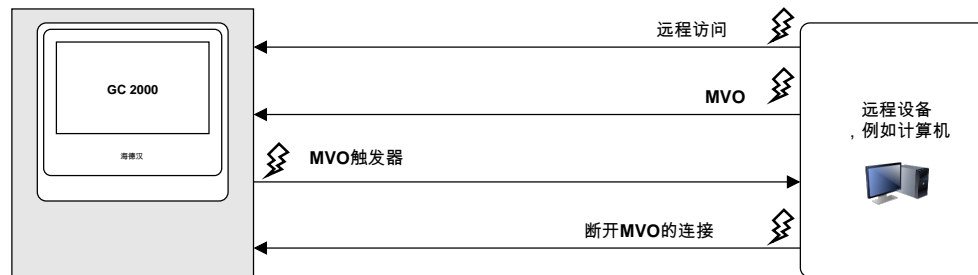 GC 2000
海德汉
远程访问
MVO
MVO触发器
断开MVO的连接
远程设备
，例如计算机